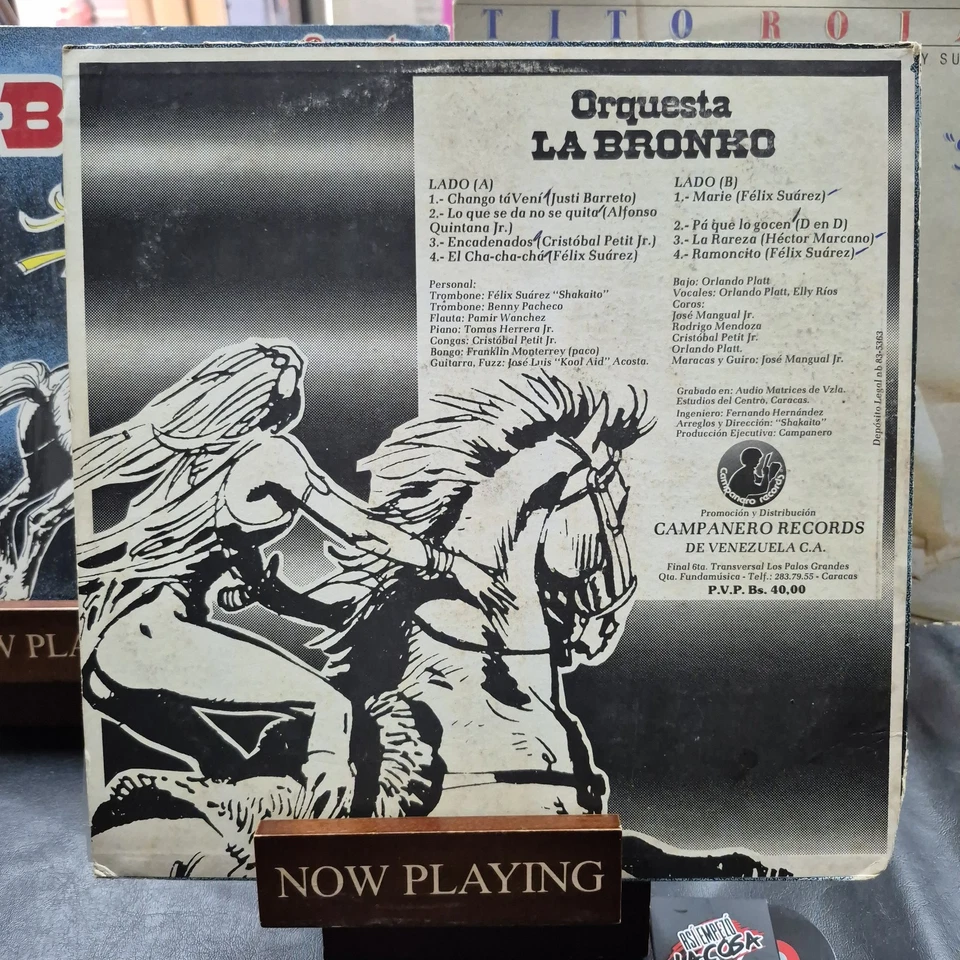 TITO ROJ
Y SU
B
Orquesta
LA BRONKO
LADO (A)
1.- Chango tá Vení (Justi Barreto)
2.- Lo que se da no se quita (Alfonso
Quintana Jr.)
3.- Encadenados (Cristóbal Petit Jr.)
4.- El Cha-cha-chá (Félix Suárez)
LADO (B)
1.- Marie (Félix Suárez)
2.- Pá que lo gocen (D en D)
3.- La Rareza (Héctor Marcano)
4.- Ramoncito (Félix Suárez)
Personal:
Trombone: Félix Suárez "Shakaito"
Trombone: Benny Pacheco
Flauta: Pamir Wanchez
Piano: Tomas Herrera Jr.
Congas: Cristóbal Petit Jr.
Bongo: Franklin Monterrey (paco)
Guitarra, Fuzz: José Luis "Kool Aid" Acosta.
Bajo: Orlando Platt
Vocales: Orlando Platt, Elly Ríos
Coros:
José Mangual Jr.
Rodrigo Mendoza
Cristóbal Petit Jr.
Orlando Platt.
Maracas y Guiro: José Mangual Jr.
Grabado en: Audio Matrices de Vzla.
Estudios del Centro, Caracas.
Ingeniero: Fernando Hernández
Arreglos y Dirección: "Shakaito"
Producción Ejecutiva: Campanero
Depósito Legal nb 83-5363
campanero records
Promoción y Distribución
CAMPANERO RECORDS
DE VENEZUELA C.A.
Final 6ta. Transversal Los Palos Grandes
Qta. Fundamúsica - Telf.: 283.79.55 - Caracas
P.V.P. Bs. 40,00
W PLA
NOW PLAYING
ASÍ EMPEZÓ
LA COSA